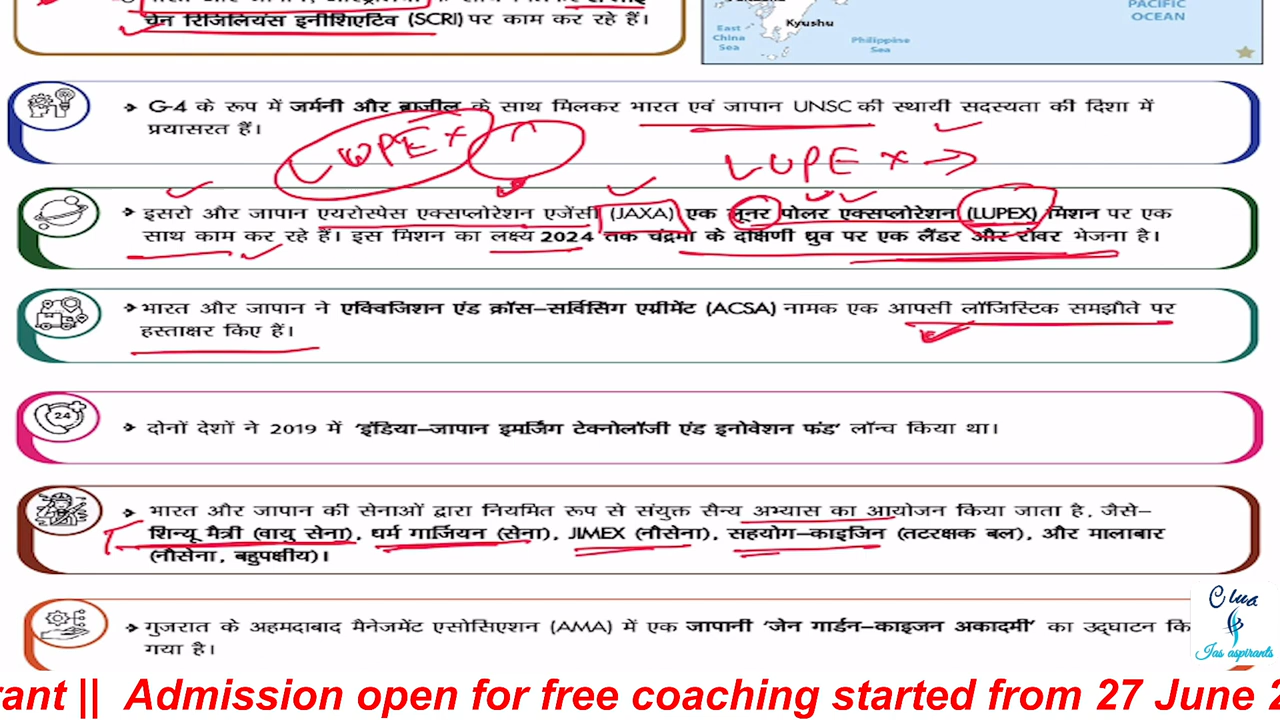 चेन रिजिलियंस इनीशिएटिव (SCRI) पर काम कर रहे हैं।
East
China
Sea
Kyushu
Philippine
Sea
PACIFIC
OCEAN
G-4 के रूप में जर्मनी और ब्राजील के साथ मिलकर भारत एवं जापान UNSC की स्थायी सदस्यता की दिशा में
प्रयासरत हैं।
LUPEX
LUPEX →
इसरो और जापान एयरोस्पेस एक्सप्लोरेशन एजेंसी (JAXA) एक लूनर पोलर एक्सप्लोरेशन (LUPEX) मिशन पर एक
साथ काम कर रहे हैं। इस मिशन का लक्ष्य 2024 तक चंद्रमा के दक्षिणी ध्रुव पर एक लैंडर और रोवर भेजना है।
भारत और जापान ने एक्विजिशन एंड क्रॉस–सर्विसिंग एग्रीमेंट (ACSA) नामक एक आपसी लॉजिस्टिक समझौते पर
हस्ताक्षर किए हैं।
24
दोनों देशों ने 2019 में 'इंडिया–जापान इमर्जिंग टेक्नोलॉजी एंड इनोवेशन फंड' लॉन्च किया था।
भारत और जापान की सेनाओं द्वारा नियमित रूप से संयुक्त सैन्य अभ्यास का आयोजन किया जाता है, जैसे–
शिन्यू मैत्री (वायु सेना), धर्म गार्जियन (सेना), JIMEX (नौसेना), सहयोग–काइजिन (तटरक्षक बल), और मालाबार
(नौसेना, बहुपक्षीय)।
गुजरात के अहमदाबाद मैनेजमेंट एसोसिएशन (AMA) में एक जापानी 'जेन गार्डन–काइजन अकादमी' का उद्घाटन कि
गया है।
Ias aspirants
rant || Admission open for free coaching started from 27 June 2